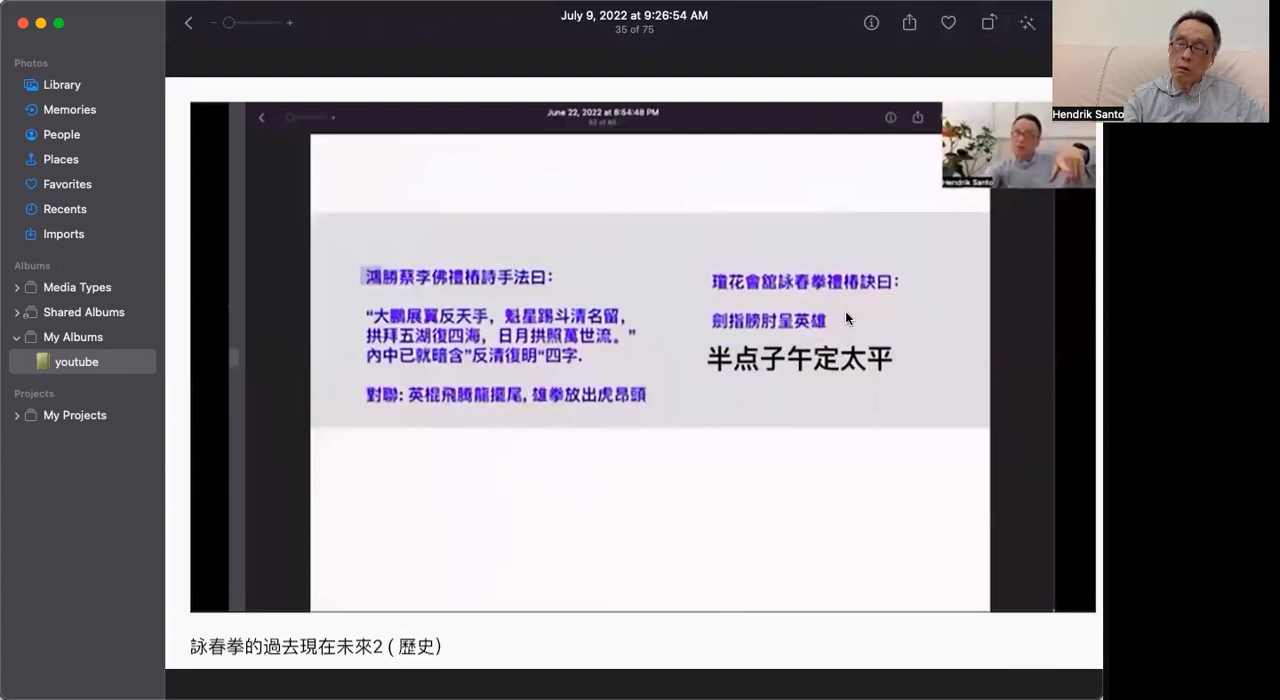 July 9, 2022 at 9:26:54 AM
35 of 75
Photos
Library
Memories
People
Places
Favorites
Recents
Imports
Albums
Media Types
Shared Albums
My Albums
youtube
Projects
My Projects
Hendrik Santo
June 22, 2022 at 8:54:48 PM
Hendrik Santo
鴻勝蔡李佛禮樁詩手法曰：
“大鵬展翼反天手，魁星踢斗清名留，
拱拜五湖復四海，日月拱照萬世流。”
內中已就暗含”反清復明“四字.
對聯: 英棍飛騰龍擺尾, 雄拳放出虎昂頭
瓊花會舘詠春拳禮樁訣曰：
劍指膀肘呈英雄
半点子午定太平
詠春拳的過去現在未來2 ( 歷史)